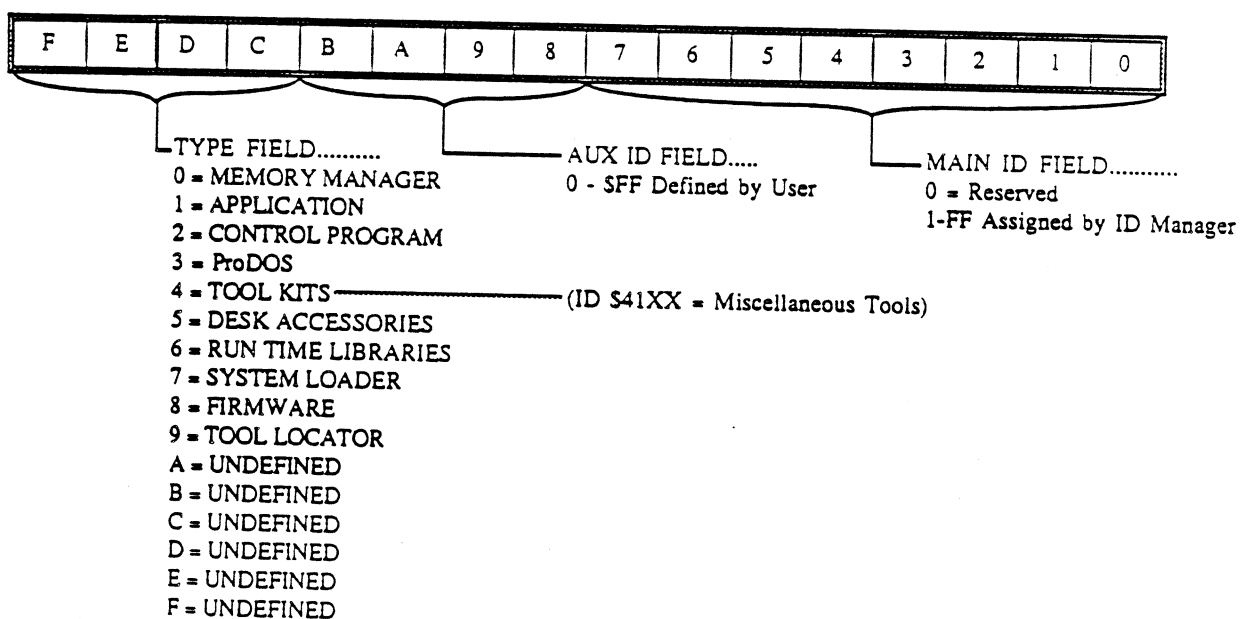 F E D C B A 9 8 7 6 5 4 3 2 1 0
TYPE FIELD..........
0 = MEMORY MANAGER
1 = APPLICATION
2 = CONTROL PROGRAM
3 = ProDOS
4 = TOOL KITS
5 = DESK ACCESSORIES
6 = RUN TIME LIBRARIES
7 = SYSTEM LOADER
8 = FIRMWARE
9 = TOOL LOCATOR
A = UNDEFINED
B = UNDEFINED
C = UNDEFINED
D = UNDEFINED
E = UNDEFINED
F = UNDEFINED
AUX ID FIELD.....
0 - $FF Defined by User
(ID $41XX = Miscellaneous Tools)
MAIN ID FIELD...........
0 = Reserved
1-FF Assigned by ID Manager